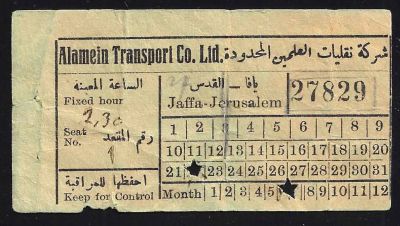 Alamein Transport Co. Ltd. شركة نقليات العلمين المحدودة
الساعة المعينة
Fixed hour
2,30
Seat No. رقم المقعد
1
يافا - القدس
Jaffa-Jerusalem
27829
1 2 3 4 5 6 7 8 9
10 11 12 13 14 15 16 17 18 19 20
21 23 24 25 26 27 28 29 30 31
احفظها للمراقبة
Keep for Control
Month 1 2 3 4 5 8 9 10 11 12